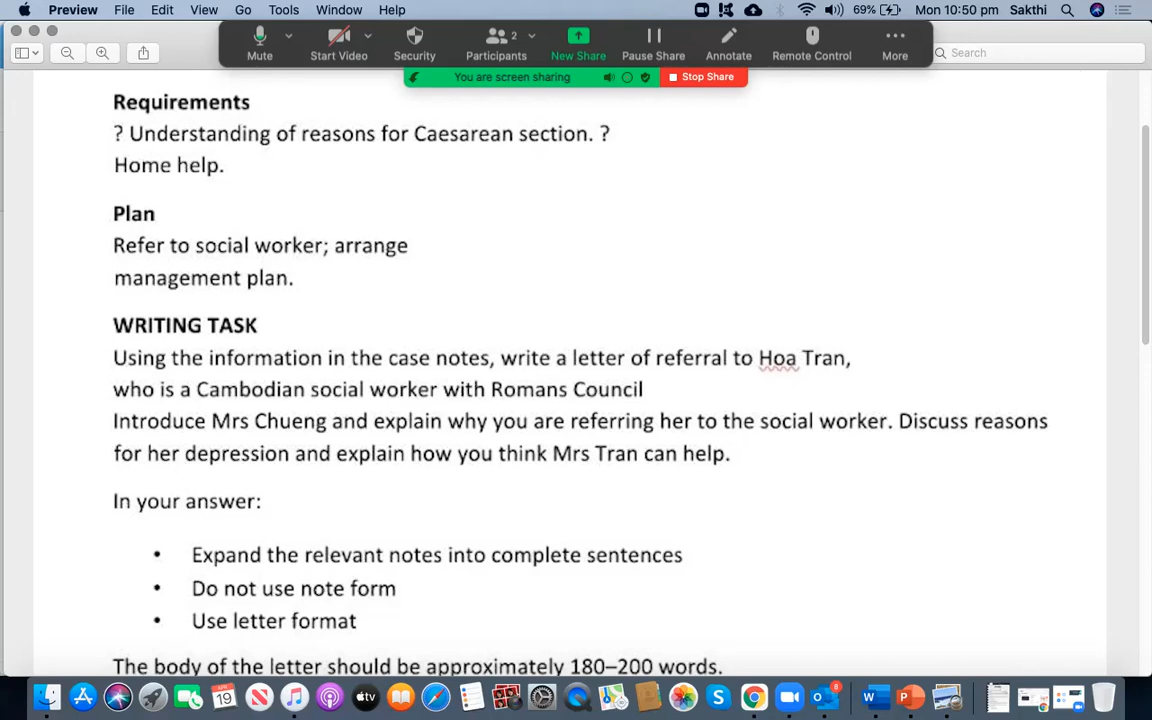 Preview File Edit View Go Tools Window Help 69% Mon 10:50 pm Sakthi
Mute Start Video Security Participants 2 New Share Pause Share Annotate Remote Control More Search
You are screen sharing Stop Share
Requirements
? Understanding of reasons for Caesarean section. ?
Home help.
Plan
Refer to social worker; arrange
management plan.
WRITING TASK
Using the information in the case notes, write a letter of referral to Hoa Tran,
who is a Cambodian social worker with Romans Council
Introduce Mrs Chueng and explain why you are referring her to the social worker. Discuss reasons
for her depression and explain how you think Mrs Tran can help.
In your answer:
• Expand the relevant notes into complete sentences
• Do not use note form
• Use letter format
The body of the letter should be approximately 180–200 words.
19
tv
8